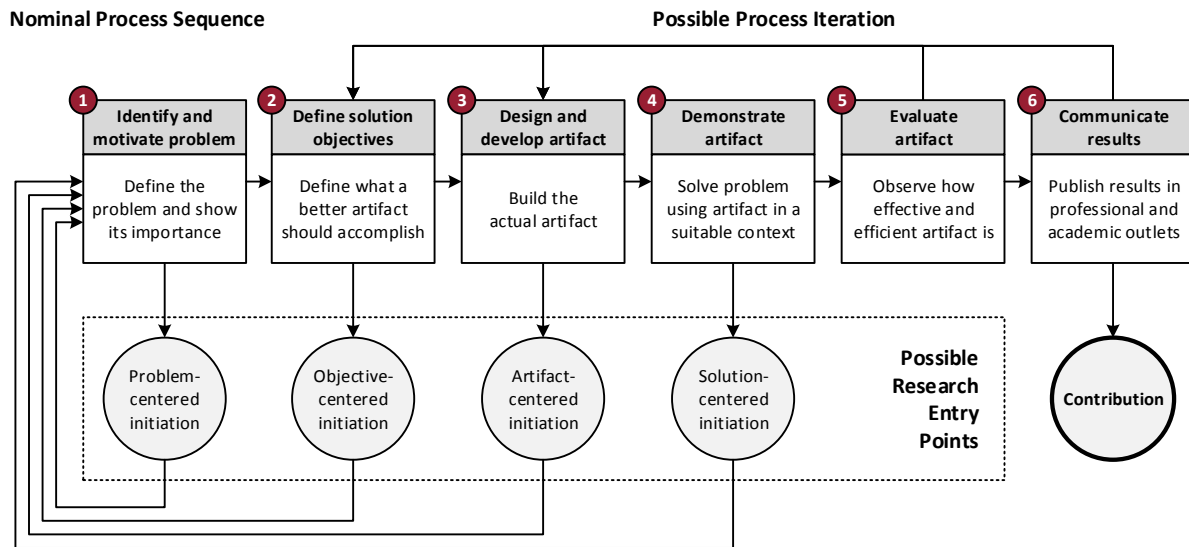 Nominal Process Sequence
Possible Process Iteration
1
Identify and
motivate problem
Define the
problem and show
its importance
2
Define solution
objectives
Define what a
better artifact
should accomplish
3
Design and
develop artifact
Build the
actual artifact
4
Demonstrate
artifact
Solve problem
using artifact in a
suitable context
5
Evaluate
artifact
Observe how
effective and
efficient artifact is
6
Communicate
results
Publish results in
professional and
academic outlets
Problem-
centered
initiation
Objective-
centered
initiation
Artifact-
centered
initiation
Solution-
centered
initiation
Possible
Research
Entry
Points
Contribution